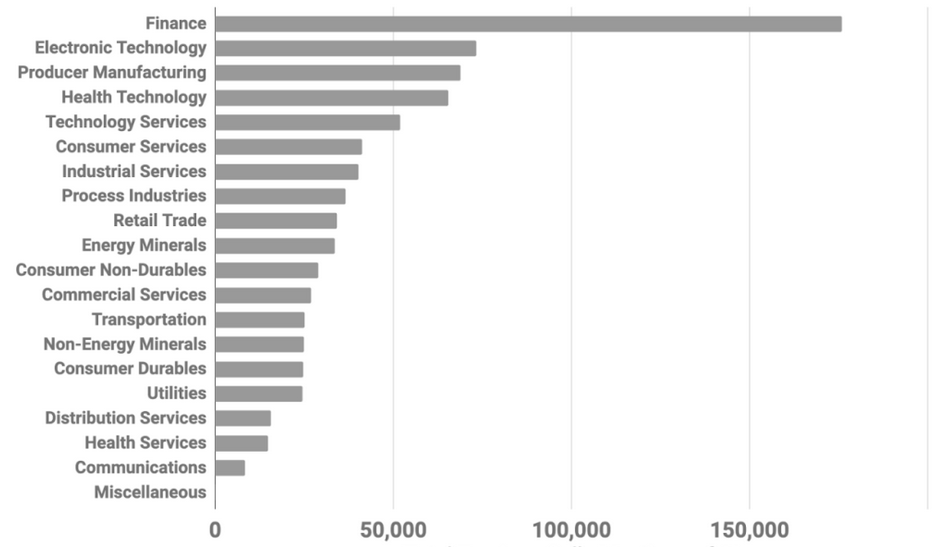 Finance
Electronic Technology
Producer Manufacturing
Health Technology
Technology Services
Consumer Services
Industrial Services
Process Industries
Retail Trade
Energy Minerals
Consumer Non-Durables
Commercial Services
Transportation
Non-Energy Minerals
Consumer Durables
Utilities
Distribution Services
Health Services
Communications
Miscellaneous
0 50,000 100,000 150,000